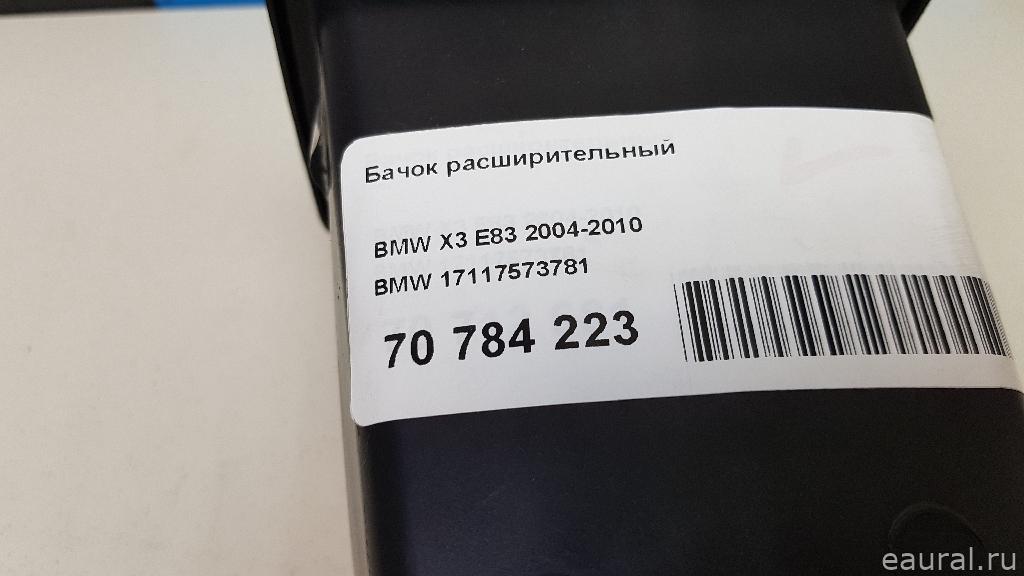 Бачок расширительный
BMW X3 E83 2004-2010
BMW 17117573781
70 784 223
eaural.ru